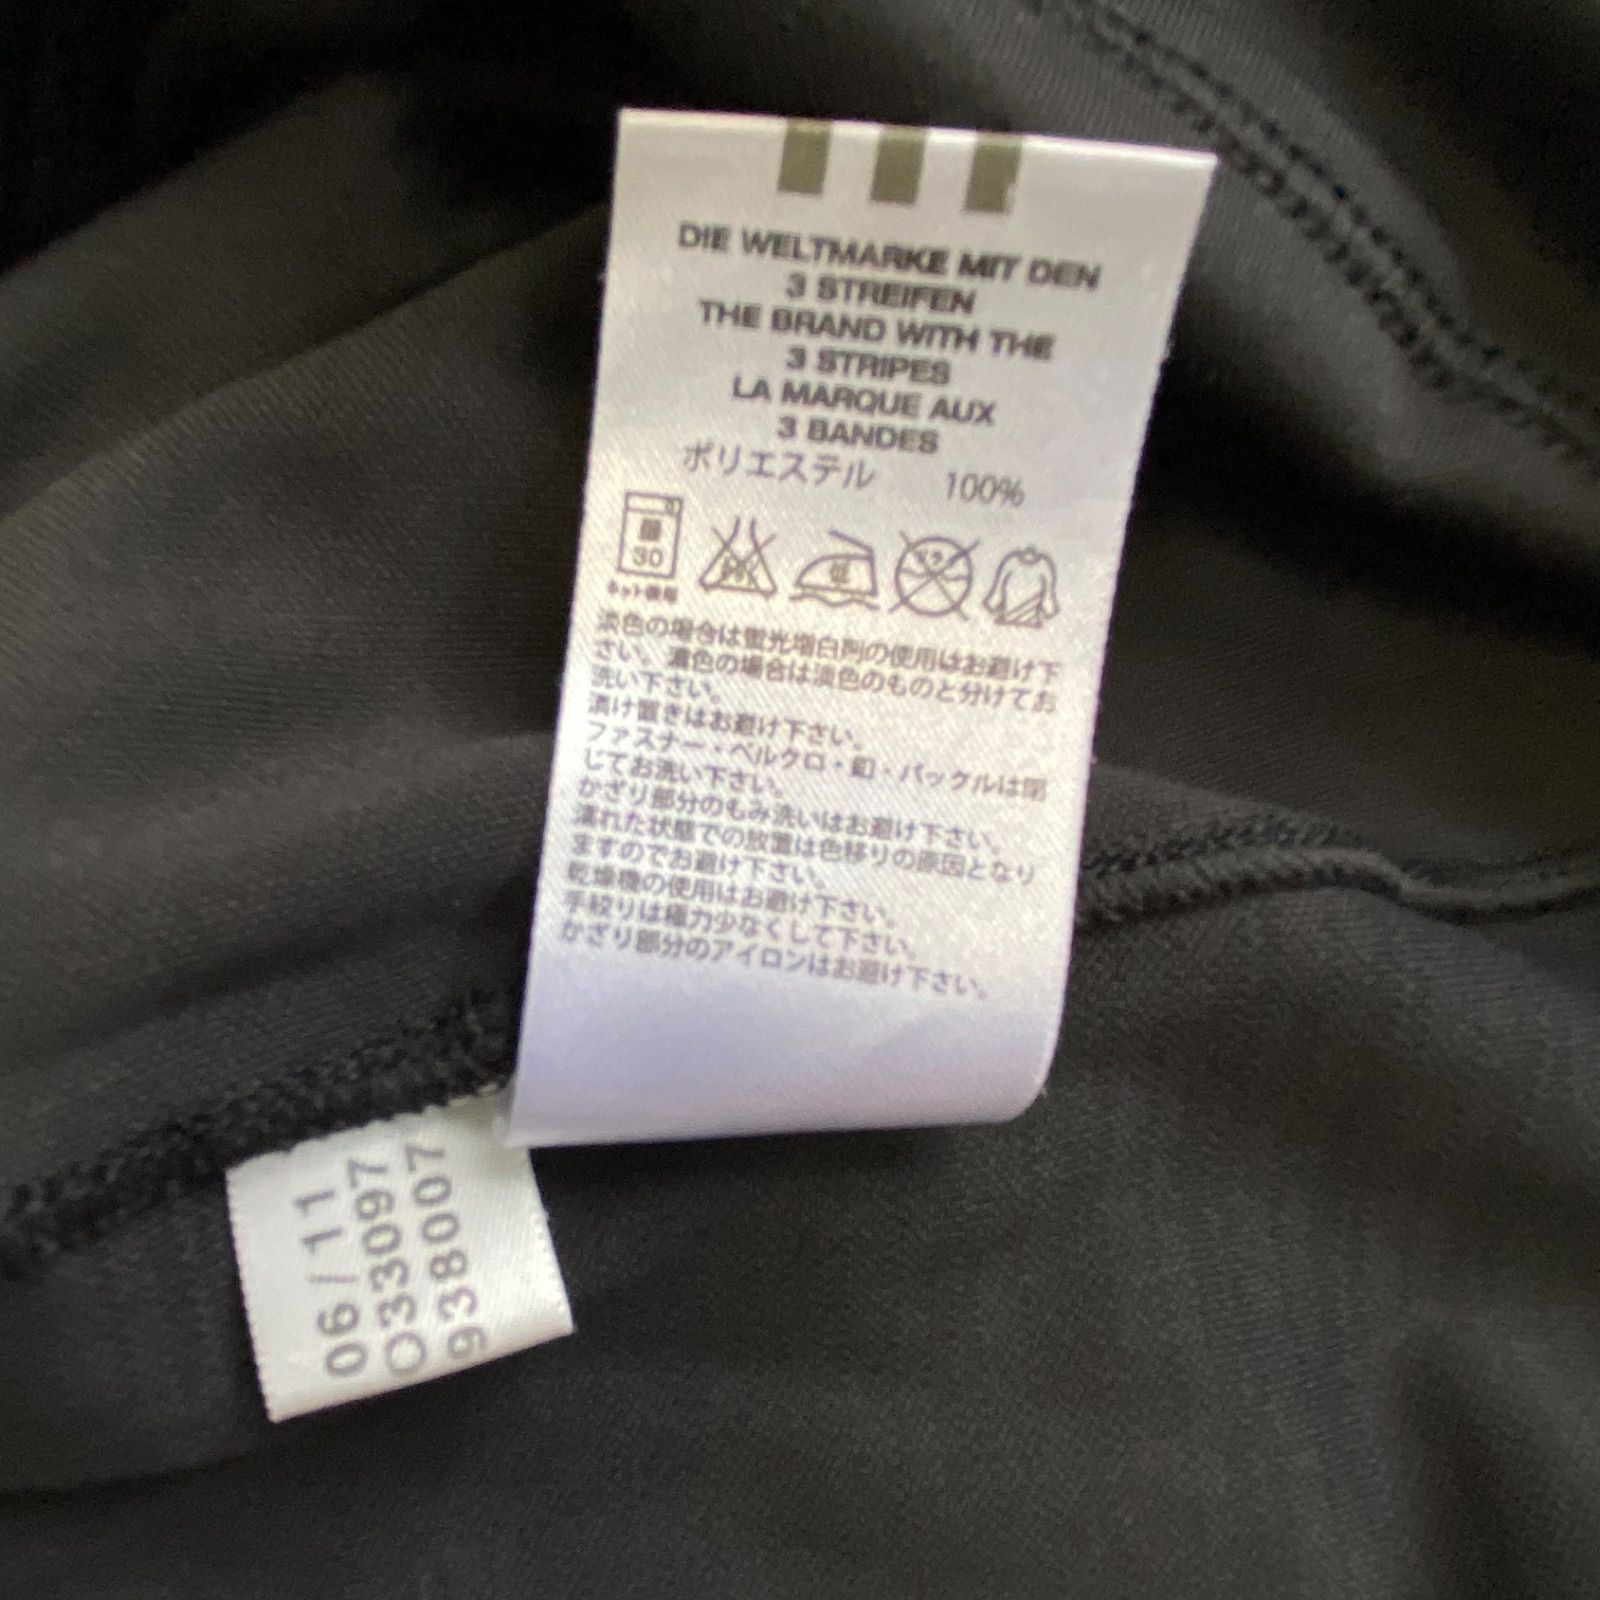 DIE WELTMARKE MIT DEN
3 STREIFEN
THE BRAND WITH THE
3 STRIPES
LA MARQUE AUX
3 BANDES
ポリエステル 100%
30
ネット使用
低
淡色の場合は蛍光増白剤の使用はお避け下
さい。濃色の場合は淡色のものと分けてお
洗い下さい。
漬け置きはお避け下さい。
ファスナー・ベルクロ・釦・バックルは閉
じてお洗い下さい。
かざり部分のもみ洗いはお避け下さい。
濡れた状態での放置は色移りの原因となり
ますのでお避け下さい。
乾燥機の使用はお避け下さい。
手絞りは極力少なくして下さい。
かざり部分のアイロンはお避け下さい。
06/11
O33097
938007